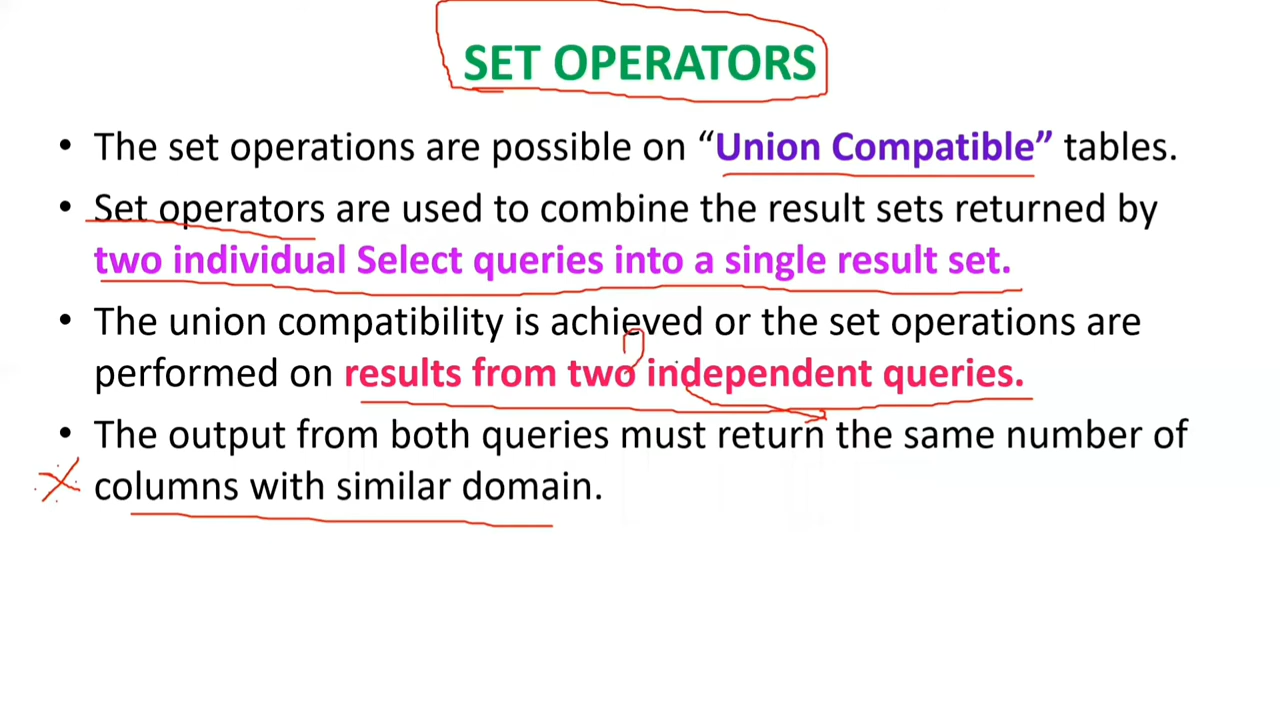 SET OPERATORS
• The set operations are possible on “Union Compatible” tables.
• Set operators are used to combine the result sets returned by
two individual Select queries into a single result set.
• The union compatibility is achieved or the set operations are
performed on results from two independent queries.
• The output from both queries must return the same number of
columns with similar domain.